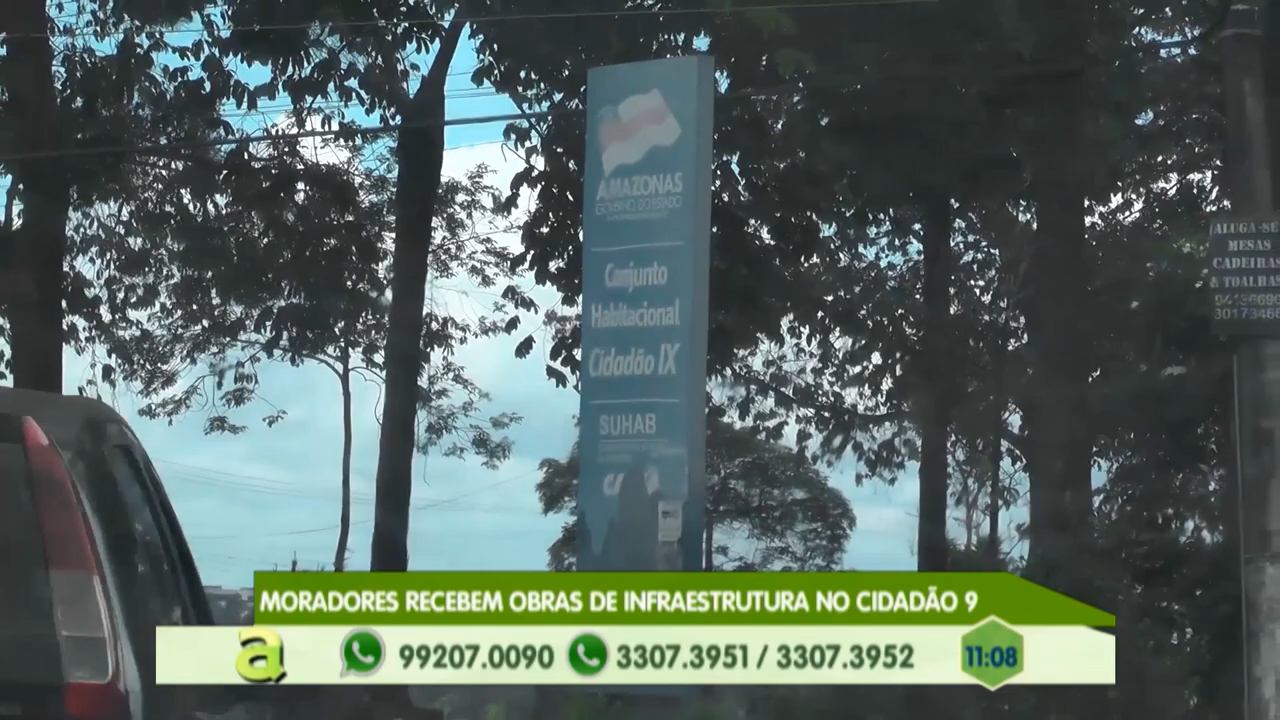 AMAZONAS
GOVERNO DO ESTADO
Conjunto
Habitacional
Cidadão IX
SUHAB
ALUGA-SE
MESAS
CADEIRAS
& TOALHAS
MORADORES RECEBEM OBRAS DE INFRAESTRUTURA NO CIDADÃO 9
a 99207.0090 3307.3951 / 3307.3952 11:08